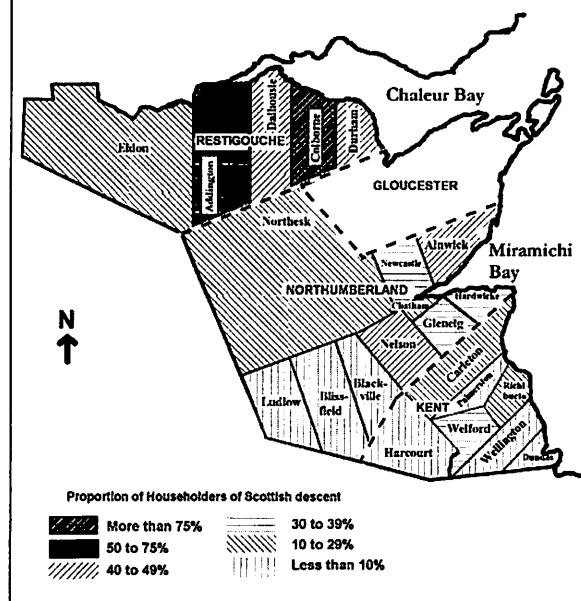 Chaleur Bay
Dalhousie
Eldon
RESTIGOUCHE
Colborne
Durham
Addington
GLOUCESTER
Northesk
Alnwick
Newcastle
Miramichi
Bay
NORTHUMBERLAND
Hardwicke
Chatham
Glenelg
N
Nelson
Carleton
Black-
ville
Palmerston
Richi
bucto
Ludlow
Bliss-
field
KENT
Welford
Wellington
Harcourt
Dundas
Proportion of Householders of Scottish descent
More than 75%
30 to 39%
50 to 75%
10 to 29%
40 to 49%
Less than 10%